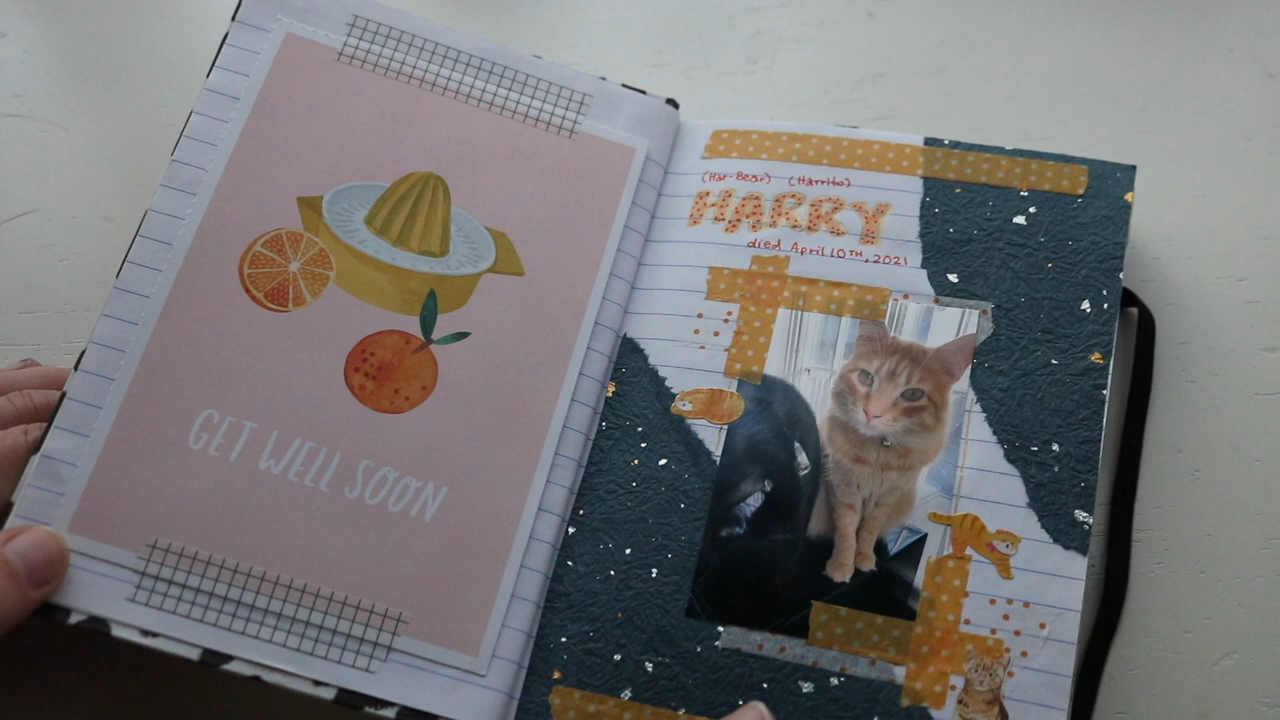 GET WELL SOON
(Har-Bear) (Harrito)
HARRY
died April 10TH, 2021